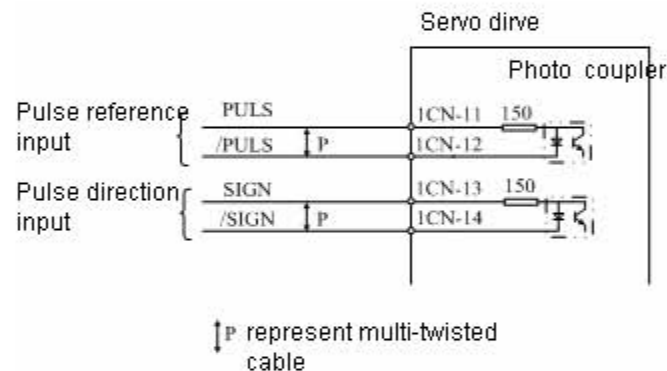 Servo dirve
Photo coupler
Pulse reference
input
PULS
1CN-11
150
/PULS
P
1CN-12
Pulse direction
input
SIGN
1CN-13
150
/SIGN
P
1CN-14
P represent multi-twisted
cable